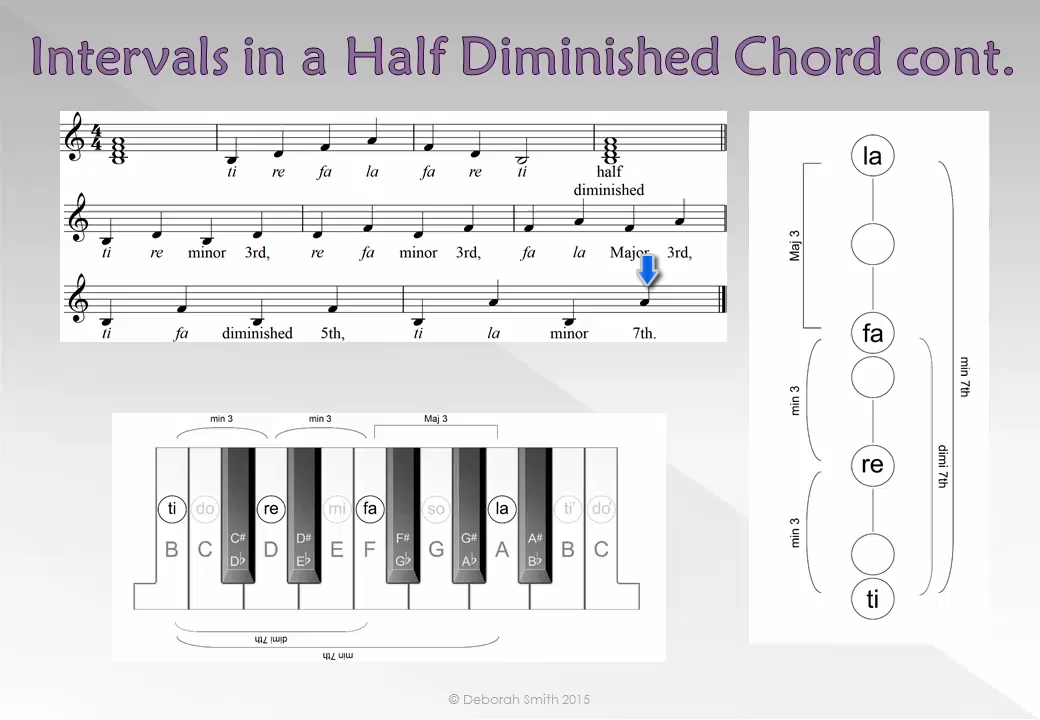 Intervals in a Half Diminished Chord cont.
4
4
ti re fa la fa re ti half
diminished
ti re minor 3rd, re fa minor 3rd, fa la Major 3rd,
ti fa diminished 5th, ti la minor 7th.
min 3 min 3 Maj 3
ti do re mi fa so la ti' do'
C# D# F# G# A#
D♭ E♭ G♭ A♭ B♭
B C D E F G A B C
dimi 7th
min 7th
la
Maj 3
fa
min 7th
min 3
re
dimi 7th
min 3
ti
© Deborah Smith 2015